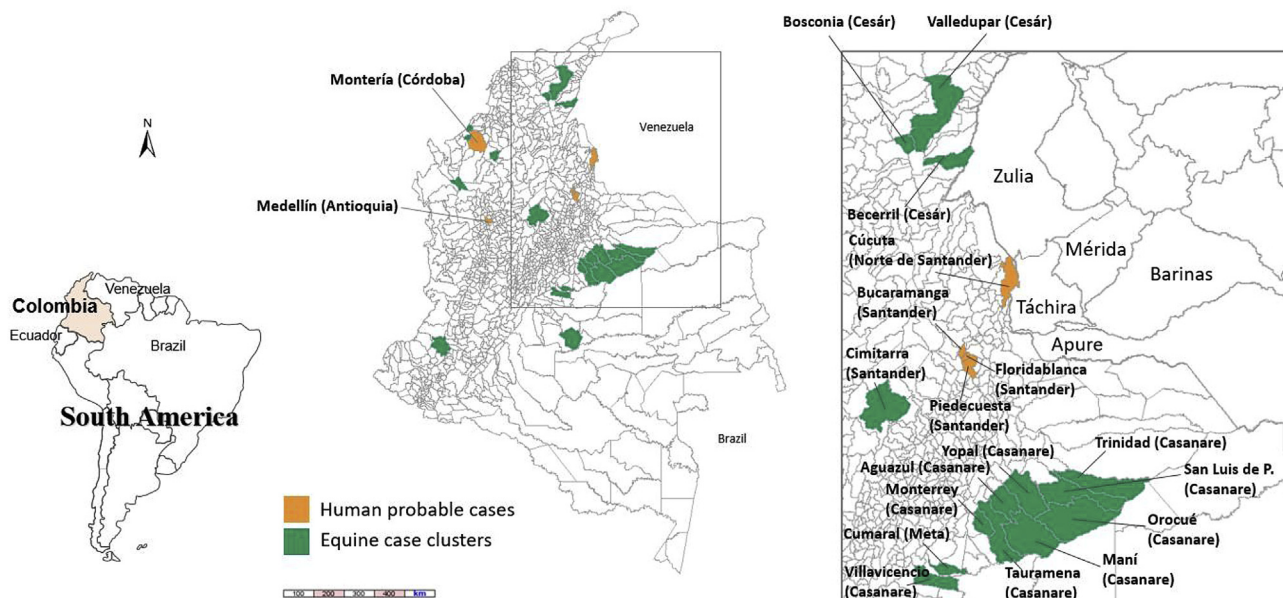 N
Colombia
Venezuela
Ecuador
Brazil
South America
Montería (Córdoba)
Medellín (Antioquia)
Venezuela
Brazil
Human probable cases
Equine case clusters
100 200 300 400 km
Bosconia (Cesár)
Valledupar (Cesár)
Zulia
Becerril (Cesár)
Cúcuta
(Norte de Santander)
Mérida
Barinas
Bucaramanga
(Santander)
Táchira
Apure
Cimitarra
(Santander)
Floridablanca
(Santander)
Piedecuesta
(Santander)
Yopal (Casanare)
Trinidad (Casanare)
Aguazul (Casanare)
San Luis de P.
(Casanare)
Monterrey
(Casanare)
Orocué
(Casanare)
Cumaral (Meta)
Maní
(Casanare)
Villavicencio
(Casanare)
Tauramena
(Casanare)